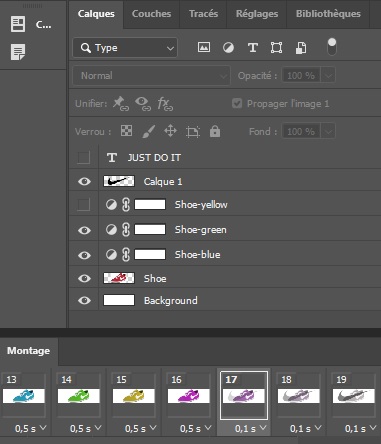 Calques Couches Tracés Réglages Bibliothèques
C...
Type
Normal Opacité : 100 %
Unifier: Propager l'image 1
Verrou : Fond : 100 %
JUST DO IT
Calque 1
Shoe-yellow
Shoe-green
Shoe-blue
Shoe
Background
Montage
13 14 15 16 17 18 19
0,5 s 0,5 s 0,5 s 0,5 s 0,1 s 0,1 s 0,1 s